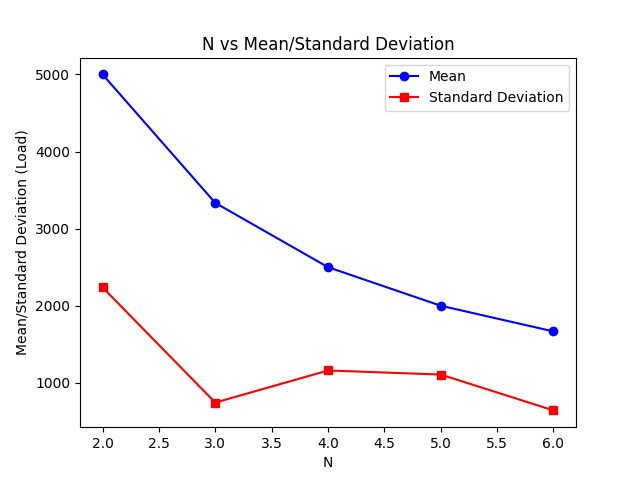 N vs Mean/Standard Deviation
Mean
Standard Deviation
Mean/Standard Deviation (Load)
5000
4000
3000
2000
1000
2.0 2.5 3.0 3.5 4.0 4.5 5.0 5.5 6.0
N